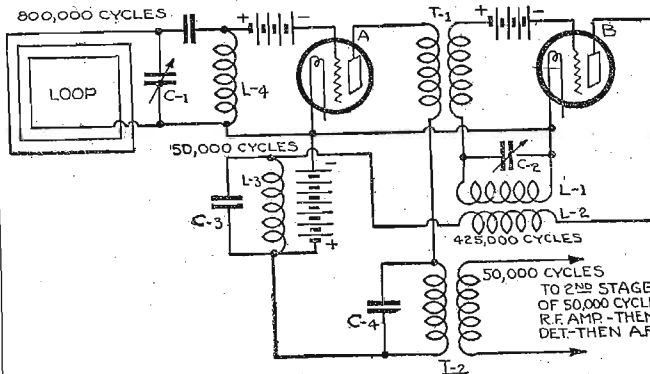 800,000 CYCLES
+ -
A
T-1
+ -
B
LOOP
C-1
L-4
50,000 CYCLES
-
C-2
L-3
C-3
L-1
L-2
+
425,000 CYCLES
50,000 CYCLES
TO 2ND STAGE
OF 50,000 CYCLE
R.F. AMP.-THEN
DET.-THEN A.F.
C-4
T-2